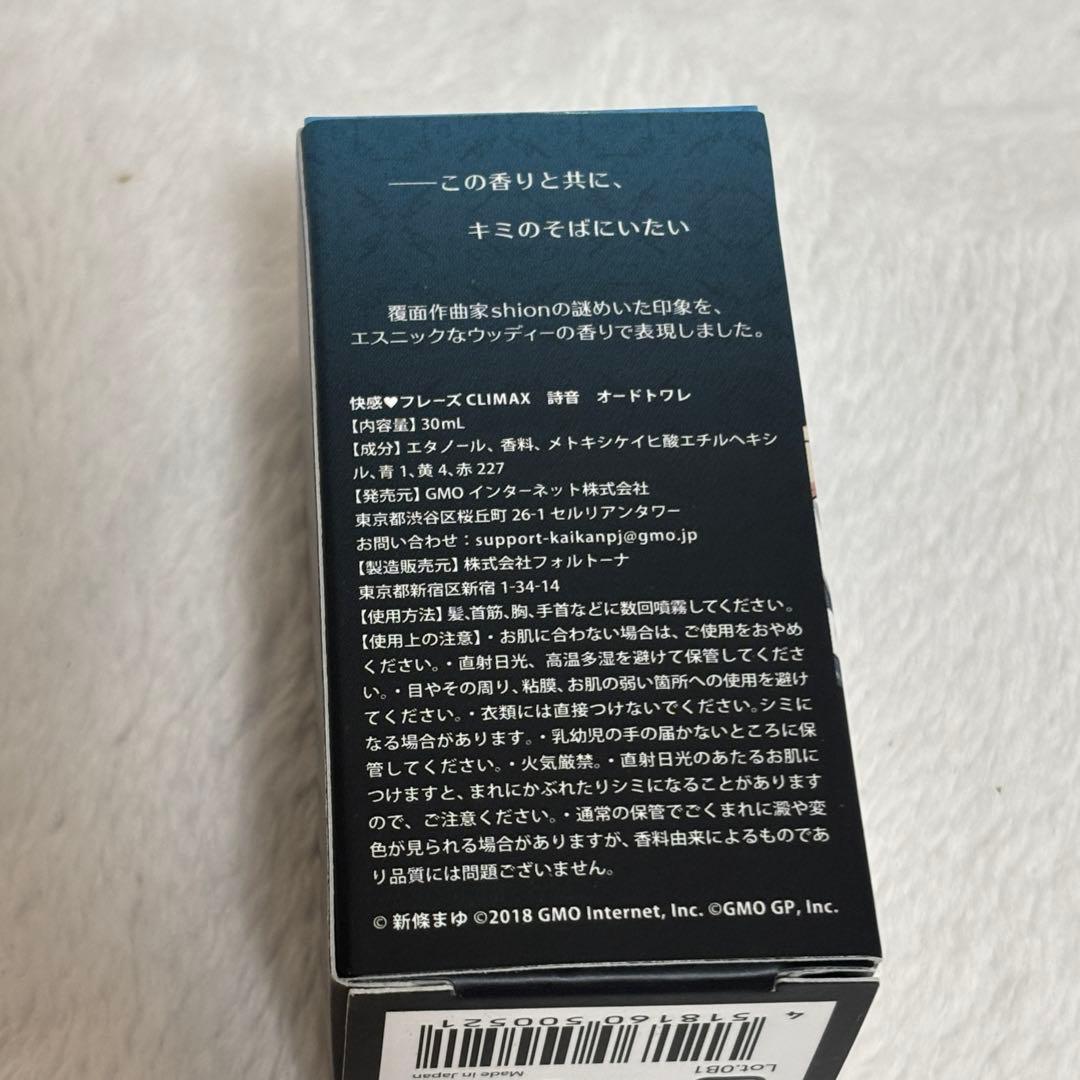 ――この香りと共に、
キミのそばにいたい
覆面作曲家shionの謎めいた印象を、
エスニックなウッディーの香りで表現しました。
快感♥フレーズ CLIMAX　詩音　オードトワレ
【内容量】30mL
【成分】エタノール、香料、メトキシケイヒ酸エチルヘキシ
ル、青1、黄4、赤227
【発売元】GMO インターネット株式会社
東京都渋谷区桜丘町 26-1 セルリアンタワー
お問い合わせ：support-kaikanpj@gmo.jp
【製造販売元】株式会社フォルトーナ
東京都新宿区新宿 1-34-14
【使用方法】髪、首筋、胸、手首などに数回噴霧してください。
【使用上の注意】・お肌に合わない場合は、ご使用をおやめ
ください。・直射日光、高温多湿を避けて保管してくださ
い。・目やその周り、粘膜、お肌の弱い箇所への使用を避け
てください。・衣類には直接つけないでください。シミに
なる場合があります。・乳幼児の手の届かないところに保
管してください。・火気厳禁。・直射日光のあたるお肌に
つけますと、まれにかぶれたりシミになることがあります
ので、ご注意ください。・通常の保管でごくまれに澱や変
色が見られる場合がありますが、香料由来によるものであ
り品質には問題ございません。
© 新條まゆ ©2018 GMO Internet, Inc. ©GMO GP, Inc.
4 518160 500521
Lot.0B1
Made in Japan